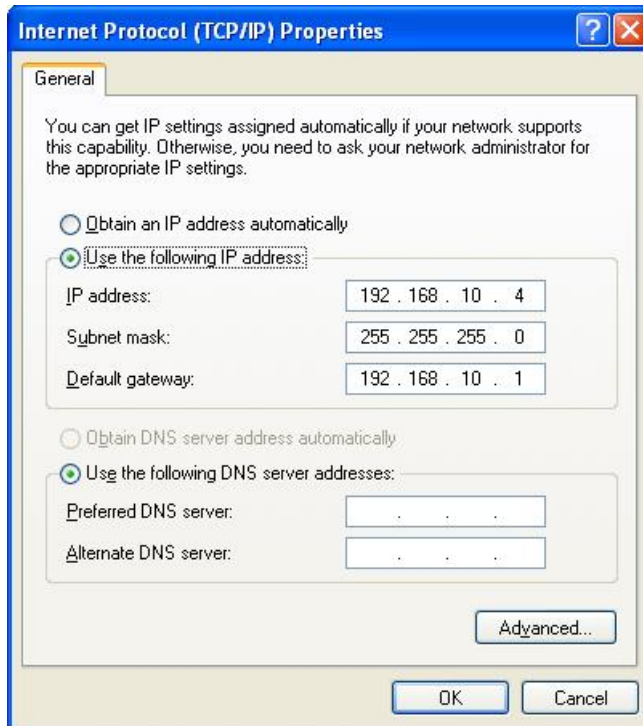 Internet Protocol (TCP/IP) Properties
General
You can get IP settings assigned automatically if your network supports
this capability. Otherwise, you need to ask your network administrator for
the appropriate IP settings.
Obtain an IP address automatically
Use the following IP address:
IP address: 192 . 168 . 10 . 4
Subnet mask: 255 . 255 . 255 . 0
Default gateway: 192 . 168 . 10 . 1
Obtain DNS server address automatically
Use the following DNS server addresses:
Preferred DNS server: . . .
Alternate DNS server: . . .
Advanced...
OK Cancel